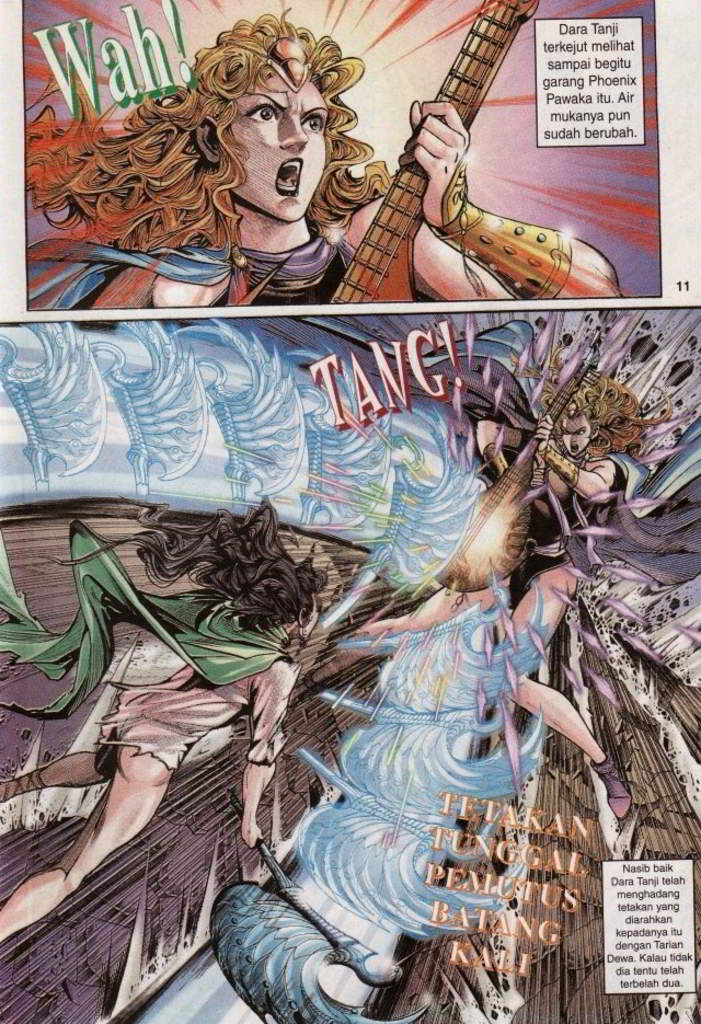 Wah!
Dara Tanji
terkejut melihat
sampai begitu
garang Phoenix
Pawaka itu. Air
mukanya pun
sudah berubah.
11
TANG!
TETAKAN
TUNGGAL
PEMUTUS
BATANG
KALI
Nasib baik
Dara Tanji telah
menghadang
tetakan yang
diarahkan
kepadanya itu
dengan Tarian
Dewa. Kalau tidak
dia tentu telah
terbelah dua.